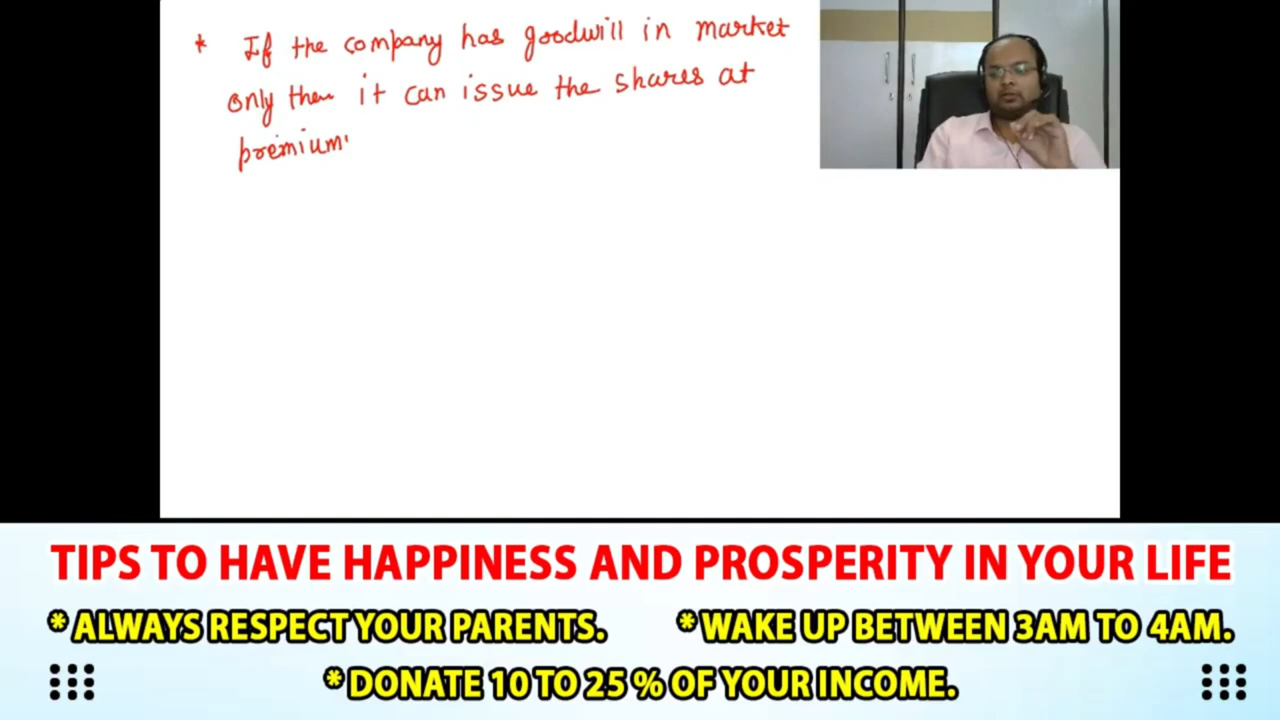 * If the company has goodwill in market
only then it can issue the shares at
premium.
TIPS TO HAVE HAPPINESS AND PROSPERITY IN YOUR LIFE
* ALWAYS RESPECT YOUR PARENTS. * WAKE UP BETWEEN 3AM TO 4AM.
* DONATE 10 TO 25 % OF YOUR INCOME.